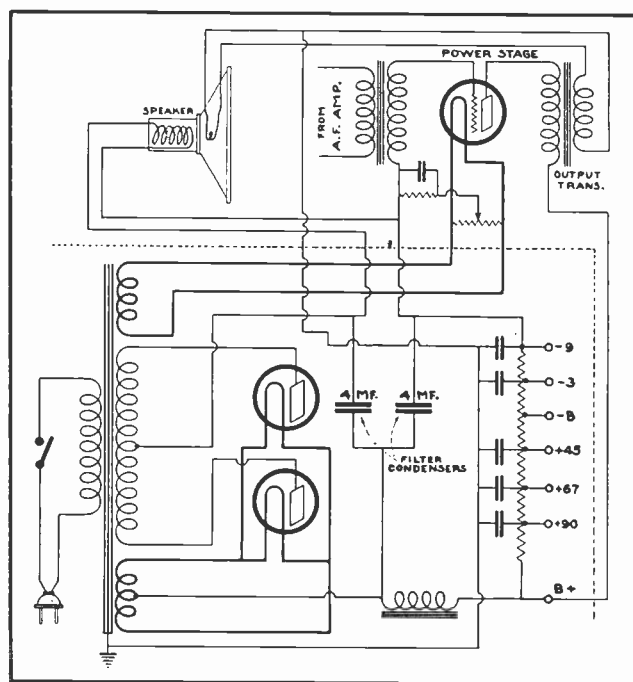 POWER STAGE
SPEAKER
FROM
A.F. AMP.
OUTPUT
TRANS.
-9
-3
4 MF.
4 MF.
-B
FILTER
CONDENSERS
+45
+67
+90
B+